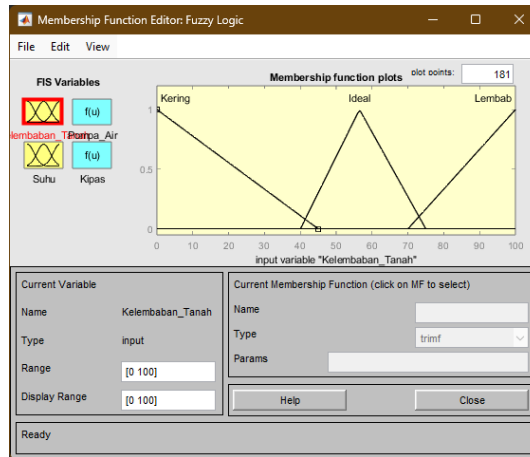 Membership Function Editor: Fuzzy Logic
File Edit View
FIS Variables
Membership function plots
plot points:
181
f(u)
elembaban_Tanah
Pompa_Air
f(u)
Suhu
Kipas
Kering
Ideal
Lembab
1
0.5
0
0 10 20 30 40 50 60 70 80 90 100
input variable "Kelembaban_Tanah"
Current Variable
Name Kelembaban_Tanah
Type input
Range [0 100]
Display Range [0 100]
Current Membership Function (click on MF to select)
Name
Type trimf
Params
Help
Close
Ready